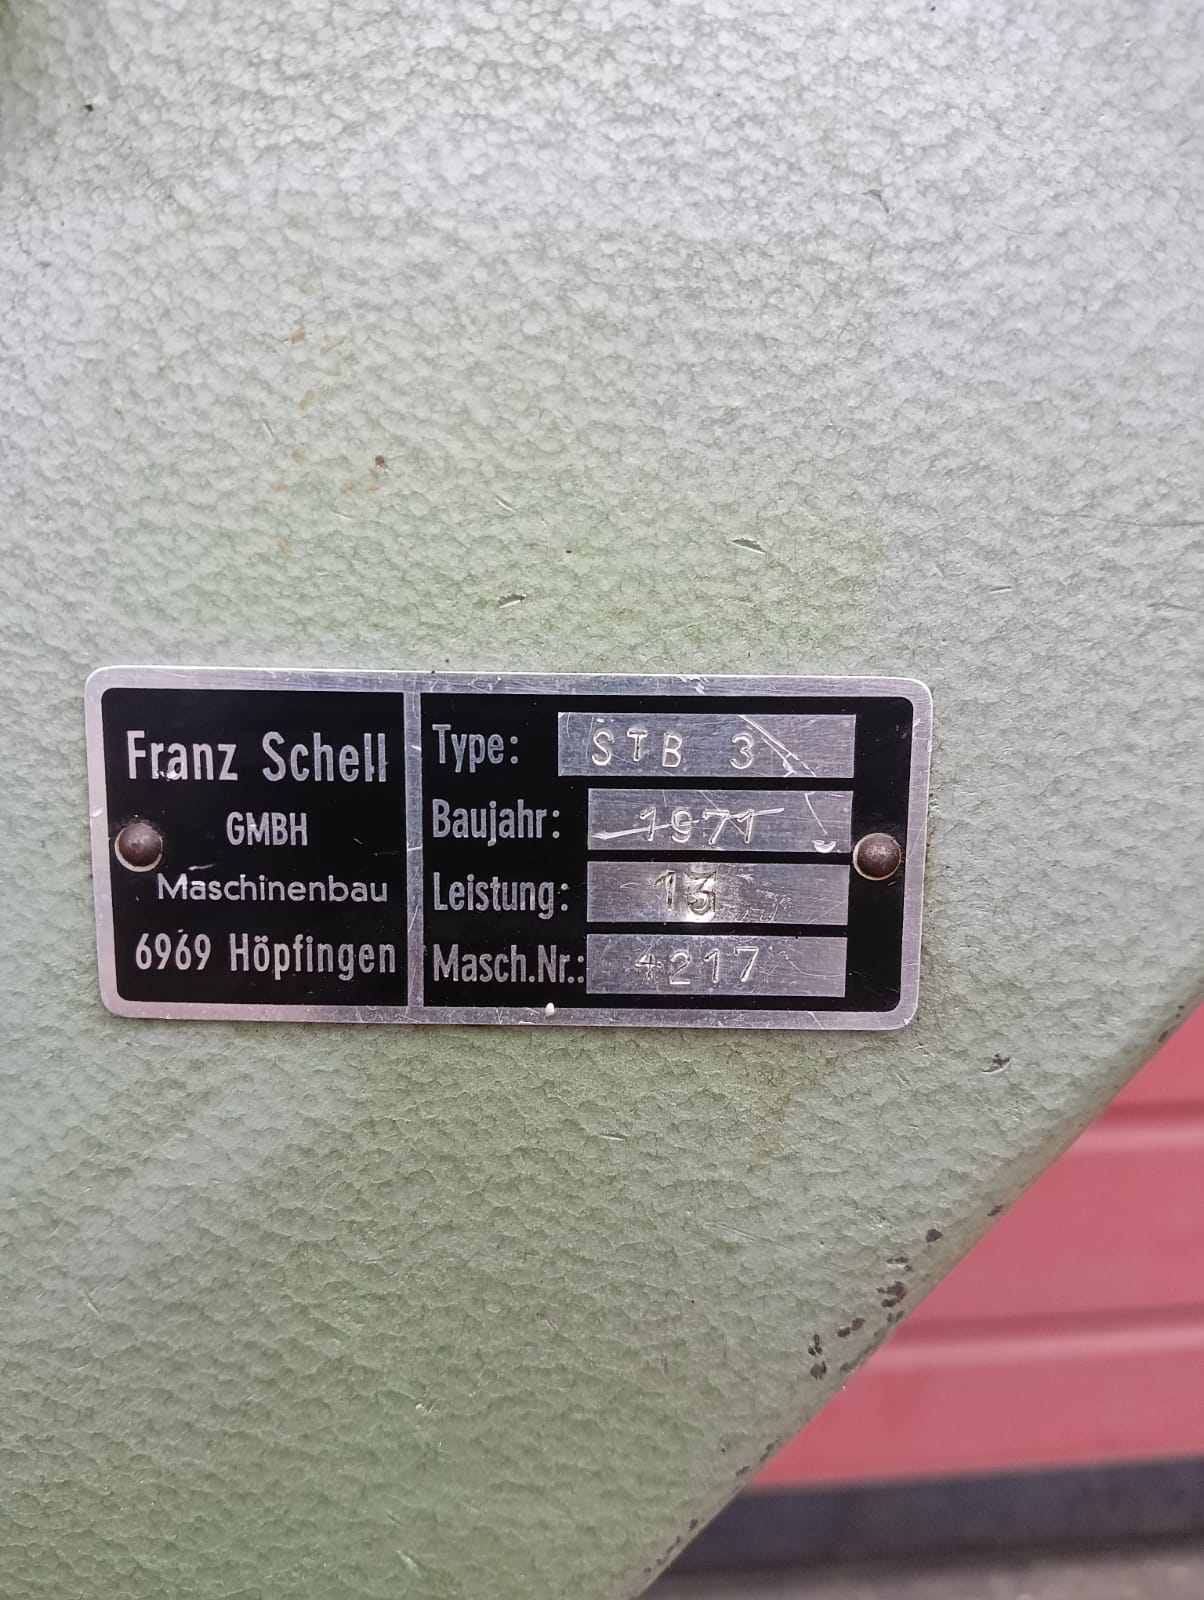 Franz Schell
GMBH
Maschinenbau
6969 Höpfingen
Type: STB 3
Baujahr: 1971
Leistung: 13
Masch.Nr.: 4217